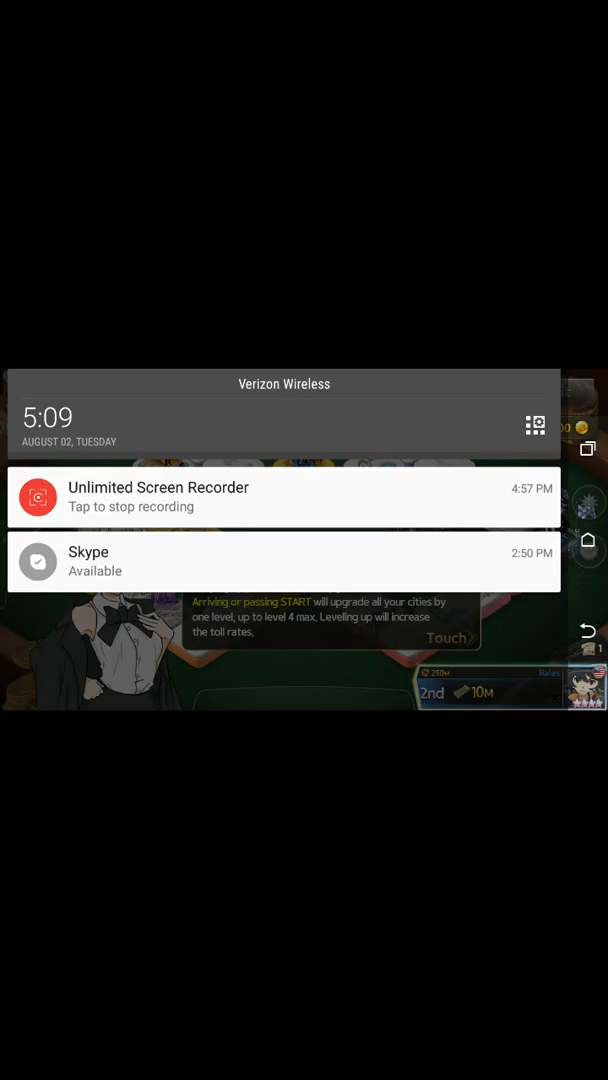 Verizon Wireless
5:09
AUGUST 02, TUESDAY
Unlimited Screen Recorder
4:57 PM
Tap to stop recording
Skype
2:50 PM
Available
Arriving or passing START will upgrade all your cities by
one level, up to level 4 max. Leveling up will increase
the toll rates.
Touch
250M
2nd
10M
1